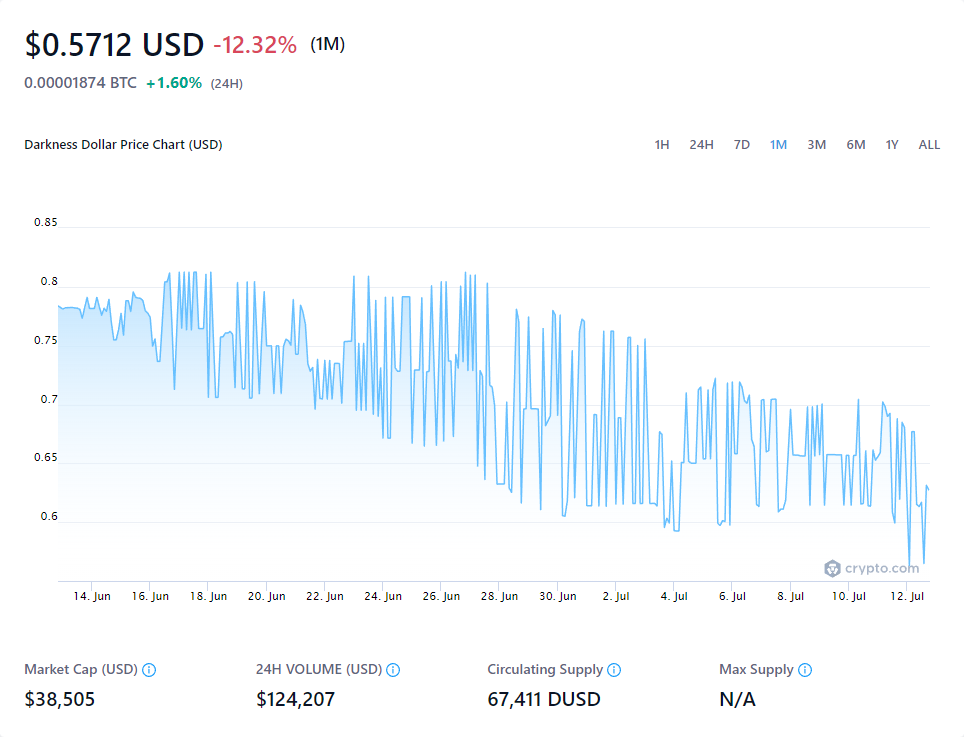 $0.5712 USD -12.32% (1M)
0.00001874 BTC +1.60% (24H)
Darkness Dollar Price Chart (USD)
1H 24H 7D 1M 3M 6M 1Y ALL
0.85
0.8
0.75
0.7
0.65
0.6
crypto.com
14. Jun 16. Jun 18. Jun 20. Jun 22. Jun 24. Jun 26. Jun 28. Jun 30. Jun 2. Jul 4. Jul 6. Jul 8. Jul 10. Jul 12. Jul
Market Cap (USD) 24H VOLUME (USD) Circulating Supply Max Supply
$38,505 $124,207 67,411 DUSD N/A